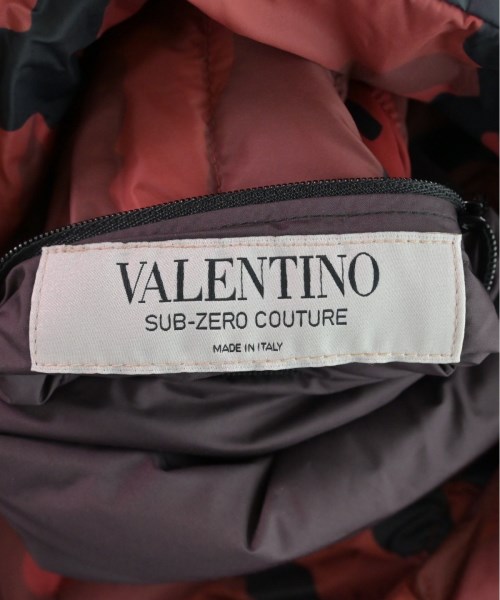 VALENTINO
SUB-ZERO COUTURE
MADE IN ITALY